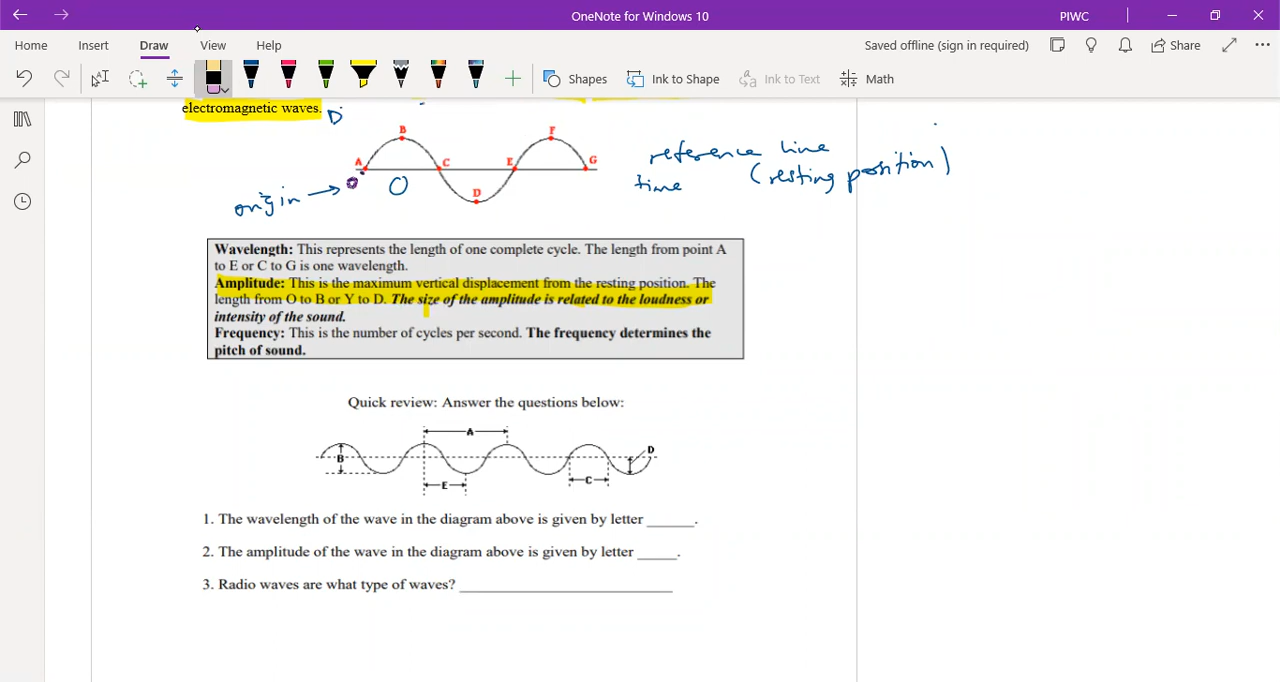 OneNote for Windows 10
PIWC
Home Insert Draw View Help
Saved offline (sign in required)
Share
Shapes
Ink to Shape
Ink to Text
Math
electromagnetic waves.
D
B
F
A
C
E
G
D
origin
O
reference line
(resting position)
time
Wavelength: This represents the length of one complete cycle. The length from point A
to E or C to G is one wavelength.
Amplitude: This is the maximum vertical displacement from the resting position. The
length from O to B or Y to D. The size of the amplitude is related to the loudness or
intensity of the sound.
Frequency: This is the number of cycles per second. The frequency determines the
pitch of sound.
Quick review: Answer the questions below:
A
B
D
E
C
1. The wavelength of the wave in the diagram above is given by letter ______.
2. The amplitude of the wave in the diagram above is given by letter _____.
3. Radio waves are what type of waves? ___________________________